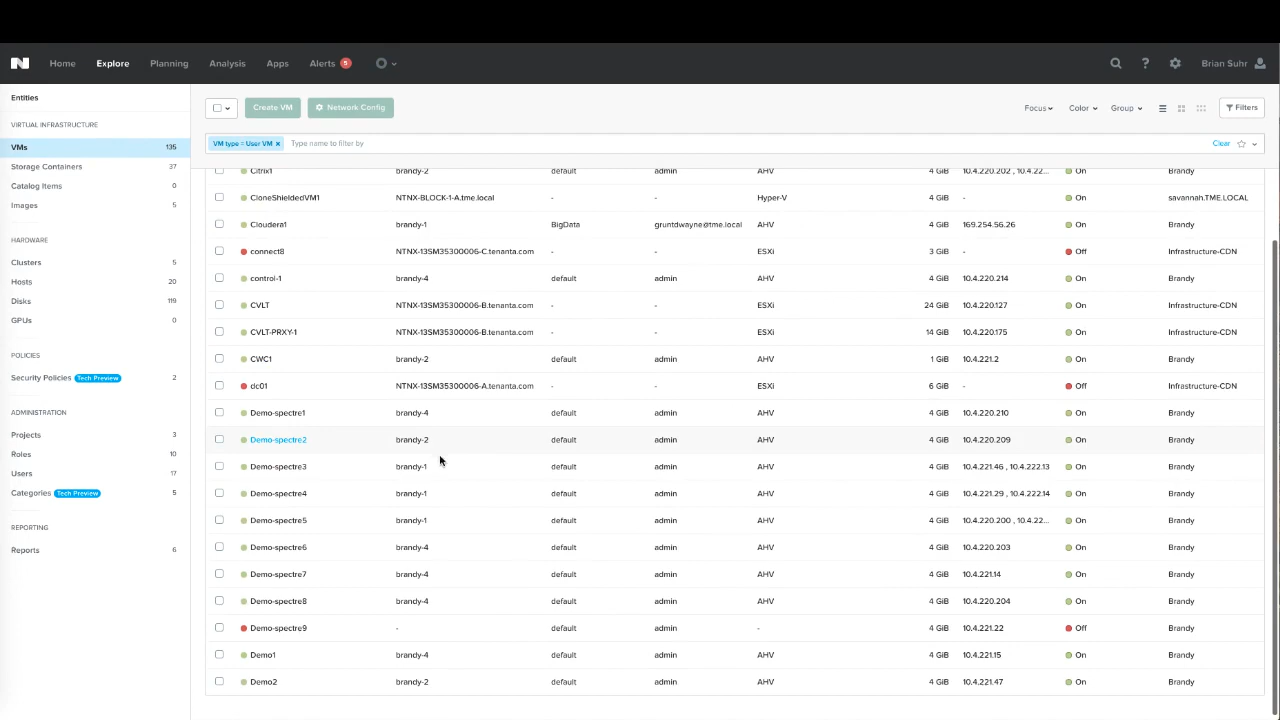 Home Explore Planning Analysis Apps Alerts 5 Brian Suhr
Entities
VIRTUAL INFRASTRUCTURE
VMs 135
Storage Containers 37
Catalog Items 0
Images 5
HARDWARE
Clusters 5
Hosts 20
Disks 119
GPUs 0
POLICIES
Security Policies Tech Preview 2
ADMINISTRATION
Projects 3
Roles 10
Users 17
Categories Tech Preview 5
REPORTING
Reports 6
Create VM Network Config Focus Color Group Filters
VM type = User VM × Type name to filter by Clear
Citrix1 brandy-2 default admin AHV 4 GiB 10.4.220.202 , 10.4.22... On Brandy
CloneShieldedVM1 NTNX-BLOCK-1-A.tme.local - - Hyper-V 4 GiB - On savannah.TME.LOCAL
Cloudera1 brandy-1 BigData gruntdwayne@tme.local AHV 4 GiB 169.254.56.26 On Brandy
connect8 NTNX-13SM35300006-C.tenanta.com - - ESXi 3 GiB - Off Infrastructure-CDN
control-1 brandy-4 default admin AHV 4 GiB 10.4.220.214 On Brandy
CVLT NTNX-13SM35300006-B.tenanta.com - - ESXi 24 GiB 10.4.220.127 On Infrastructure-CDN
CVLT-PRXY-1 NTNX-13SM35300006-B.tenanta.com - - ESXi 14 GiB 10.4.220.175 On Infrastructure-CDN
CWC1 brandy-2 default admin AHV 1 GiB 10.4.221.2 On Brandy
dc01 NTNX-13SM35300006-A.tenanta.com - - ESXi 6 GiB - Off Infrastructure-CDN
Demo-spectre1 brandy-4 default admin AHV 4 GiB 10.4.220.210 On Brandy
Demo-spectre2 brandy-2 default admin AHV 4 GiB 10.4.220.209 On Brandy
Demo-spectre3 brandy-1 default admin AHV 4 GiB 10.4.221.46 , 10.4.222.13 On Brandy
Demo-spectre4 brandy-1 default admin AHV 4 GiB 10.4.221.29 , 10.4.222.14 On Brandy
Demo-spectre5 brandy-1 default admin AHV 4 GiB 10.4.220.200 , 10.4.22... On Brandy
Demo-spectre6 brandy-4 default admin AHV 4 GiB 10.4.220.203 On Brandy
Demo-spectre7 brandy-4 default admin AHV 4 GiB 10.4.221.14 On Brandy
Demo-spectre8 brandy-4 default admin AHV 4 GiB 10.4.220.204 On Brandy
Demo-spectre9 - default admin - 4 GiB 10.4.221.22 Off Brandy
Demo1 brandy-4 default admin AHV 4 GiB 10.4.221.15 On Brandy
Demo2 brandy-2 default admin AHV 4 GiB 10.4.221.47 On Brandy